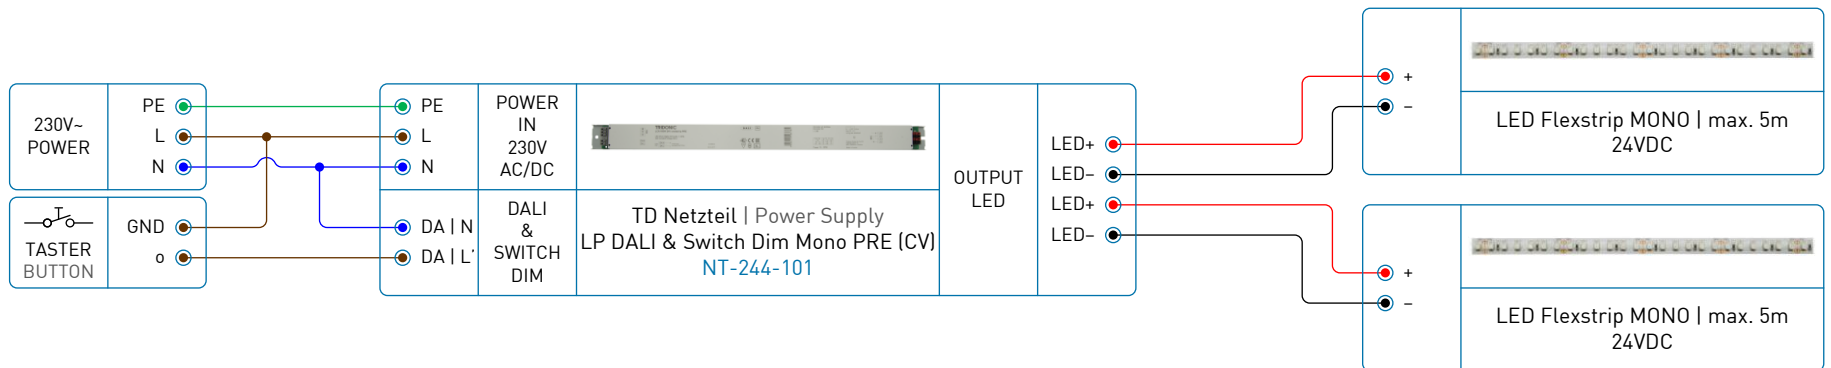 230V~
POWER
PE
L
N
TASTER
BUTTON
GND
o
PE
L
N
DA | N
DA | L'
POWER
IN
230V
AC/DC
DALI
&
SWITCH
DIM
TRIDONIC
TD Netzteil | Power Supply
LP DALI & Switch Dim Mono PRE (CV)
NT-244-101
OUTPUT
LED
LED+
LED–
LED+
LED–
+
–
LED Flexstrip MONO | max. 5m
24VDC
+
–
LED Flexstrip MONO | max. 5m
24VDC